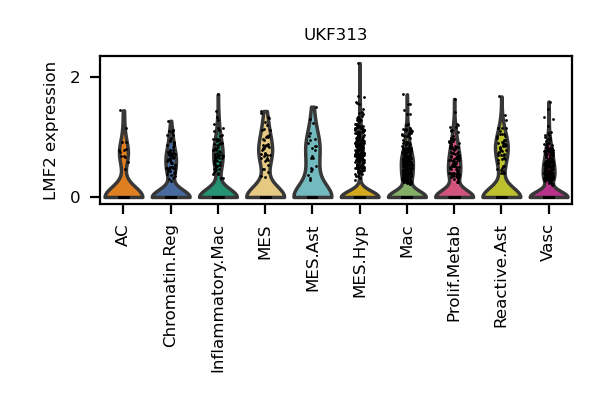 UKF313
LMF2 expression
2
0
AC
Chromatin.Reg
Inflammatory.Mac
MES
MES.Ast
MES.Hyp
Mac
Prolif.Metab
Reactive.Ast
Vasc